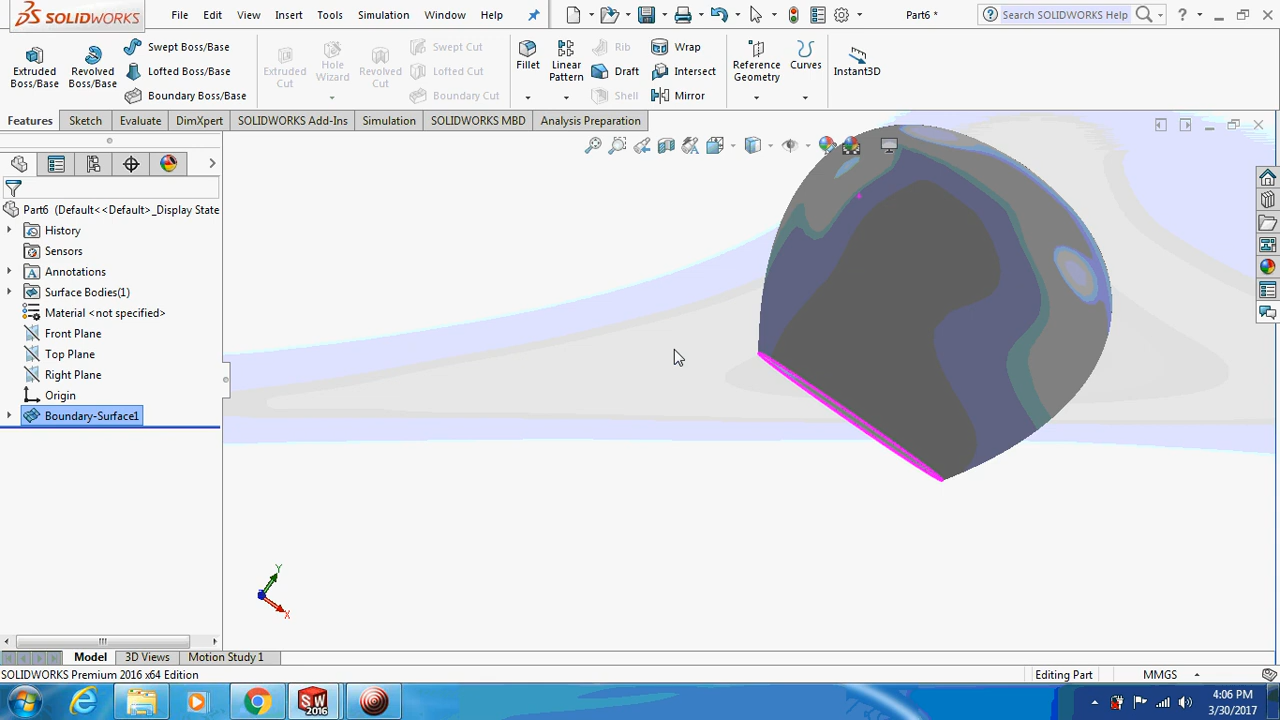 SOLIDWORKS File Edit View Insert Tools Simulation Window Help Part6 * Search SOLIDWORKS Help ?
Extruded Boss/Base
Revolved Boss/Base
Swept Boss/Base
Lofted Boss/Base
Boundary Boss/Base
Extruded Cut
Hole Wizard
Revolved Cut
Swept Cut
Lofted Cut
Boundary Cut
Fillet
Linear Pattern
Rib
Draft
Shell
Wrap
Intersect
Mirror
Reference Geometry
Curves
Instant3D
Features Sketch Evaluate DimXpert SOLIDWORKS Add-Ins Simulation SOLIDWORKS MBD Analysis Preparation
Part6 (Default<<Default>_Display State
History
Sensors
Annotations
Surface Bodies(1)
Material <not specified>
Front Plane
Top Plane
Right Plane
Origin
Boundary-Surface1
Y
X
Model 3D Views Motion Study 1
SOLIDWORKS Premium 2016 x64 Edition Editing Part MMGS
SW 2016
4:06 PM
3/30/2017